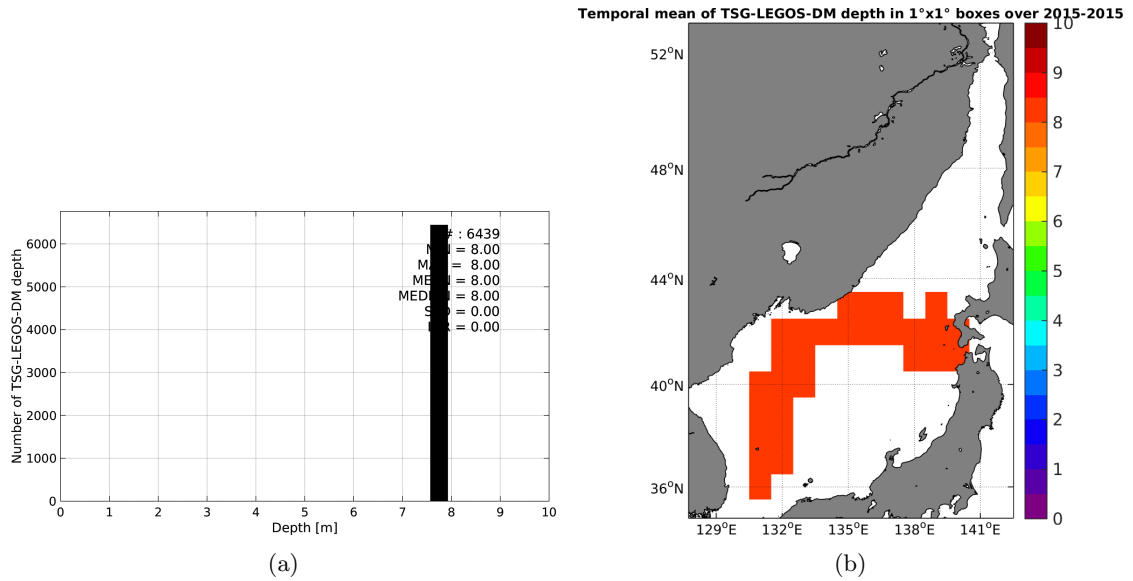 Temporal mean of TSG-LEGOS-DM depth in 1°x1° boxes over 2015-2015
Number of TSG-LEGOS-DM depth
6000
5000
4000
3000
2000
1000
0
# : 6439
= 8.00
= 8.00
= 8.00
= 8.00
= 0.00
= 0.00
0 1 2 3 4 5 6 7 8 9 10
Depth [m]
(a)
52°N
48°N
44°N
40°N
36°N
129°E 132°E 135°E 138°E 141°E
10
9
8
7
6
5
4
3
2
1
0
(b)